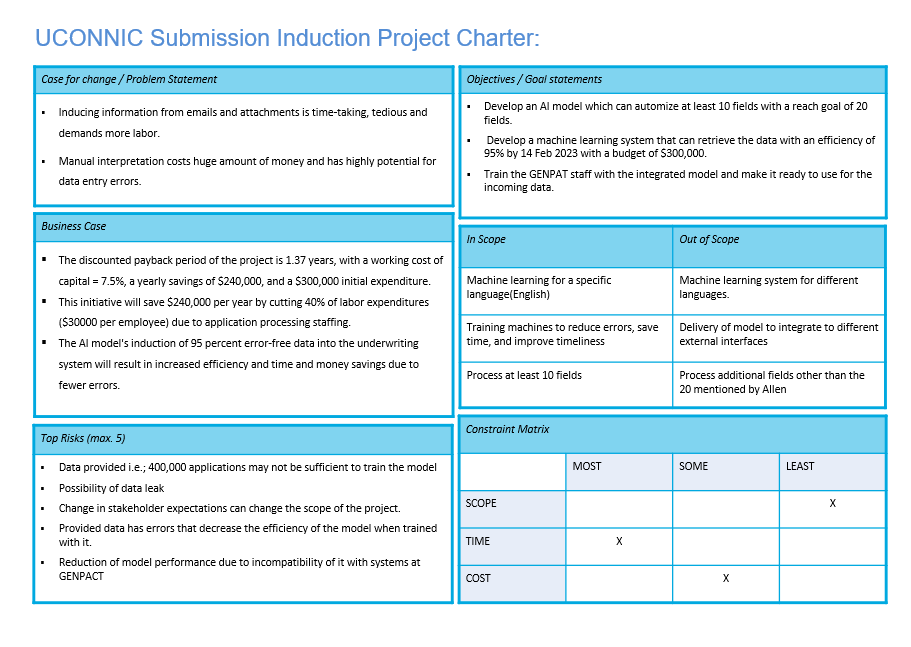 UCONNIC Submission Induction Project Charter:
Case for change / Problem Statement
▪ Inducing information from emails and attachments is time-taking, tedious and
demands more labor.
▪ Manual interpretation costs huge amount of money and has highly potential for
data entry errors.
Business Case
▪ The discounted payback period of the project is 1.37 years, with a working cost of
capital = 7.5%, a yearly savings of $240,000, and a $300,000 initial expenditure.
▪ This initiative will save $240,000 per year by cutting 40% of labor expenditures
($30000 per employee) due to application processing staffing.
▪ The AI model's induction of 95 percent error-free data into the underwriting
system will result in increased efficiency and time and money savings due to
fewer errors.
Top Risks (max. 5)
▪ Data provided i.e.; 400,000 applications may not be sufficient to train the model
▪ Possibility of data leak
▪ Change in stakeholder expectations can change the scope of the project.
▪ Provided data has errors that decrease the efficiency of the model when trained
with it.
▪ Reduction of model performance due to incompatibility of it with systems at
GENPACT
Objectives / Goal statements
▪ Develop an AI model which can automize at least 10 fields with a reach goal of 20
fields.
▪ Develop a machine learning system that can retrieve the data with an efficiency of
95% by 14 Feb 2023 with a budget of $300,000.
▪ Train the GENPAT staff with the integrated model and make it ready to use for the
incoming data.
In Scope Out of Scope
Machine learning for a specific
language(English)
Machine learning system for different
languages.
Training machines to reduce errors, save
time, and improve timeliness
Delivery of model to integrate to different
external interfaces
Process at least 10 fields
Process additional fields other than the
20 mentioned by Allen
Constraint Matrix
MOST SOME LEAST
SCOPE X
TIME X
COST X